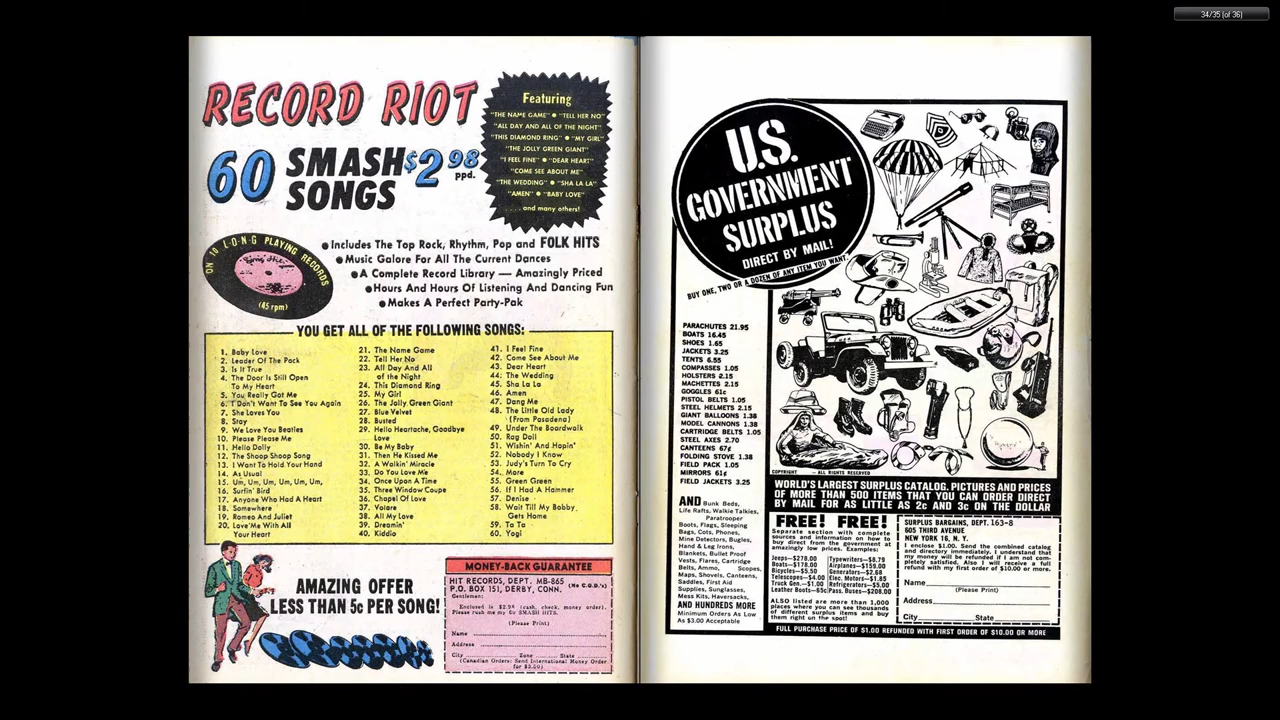 34/35 (of 36)
RECORD RIOT
60 SMASH SONGS $2.98 ppd.
Featuring
"THE NAME GAME" • "TELL HER NO"
"ALL DAY AND ALL OF THE NIGHT"
"THIS DIAMOND RING" • "MY GIRL"
"THE JOLLY GREEN GIANT"
"I FEEL FINE" • "DEAR HEART"
"COME SEE ABOUT ME"
"THE WEDDING" • "SHA LA LA"
"AMEN" • "BABY LOVE"
. . . . and many others!
ON 10 L-O-N-G PLAYING RECORDS
(45 rpm)
• Includes The Top Rock, Rhythm, Pop and FOLK HITS
• Music Galore For All The Current Dances
• A Complete Record Library — Amazingly Priced
• Hours And Hours Of Listening And Dancing Fun
• Makes A Perfect Party-Pak
YOU GET ALL OF THE FOLLOWING SONGS:
1. Baby Love
2. Leader Of The Pack
3. Is It True
4. The Door Is Still Open
To My Heart
5. You Really Got Me
6. I Don't Want To See You Again
7. She Loves You
8. Stay
9. We Love You Beatles
10. Please Please Me
11. Hello Dolly
12. The Shoop Shoop Song
13. I Want To Hold Your Hand
14. As Usual
15. Um, Um, Um, Um, Um, Um,
16. Surfin' Bird
17. Anyone Who Had A Heart
18. Somewhere
19. Romeo And Juliet
20. Love Me With All
Your Heart
21. The Name Game
22. Tell Her No
23. All Day And All
of the Night
24. This Diamond Ring
25. My Girl
26. The Jolly Green Giant
27. Blue Velvet
28. Busted
29. Hello Heartache, Goodbye
Love
30. Be My Baby
31. Then He Kissed Me
32. A Walkin' Miracle
33. Do You Love Me
34. Once Upon A Time
35. Three Window Coupe
36. Chapel Of Love
37. Volare
38. All My Love
39. Dreamin'
40. Kiddio
41. I Feel Fine
42. Come See About Me
43. Dear Heart
44. The Wedding
45. Sha La La
46. Amen
47. Dang Me
48. The Little Old Lady
(From Pasadena)
49. Under The Boardwalk
50. Rag Doll
51. Wishin' And Hopin'
52. Nobody I Know
53. Judy's Turn To Cry
54. More
55. Green Green
56. If I Had A Hammer
57. Denise
58. Wait Till My Bobby
Gets Home
59. Ta Ta
60. Yogi
AMAZING OFFER
LESS THAN 5c PER SONG!
MONEY-BACK GUARANTEE
HIT RECORDS, DEPT. MB-865 (No C.O.D.'s)
P.O. BOX 151, DERBY, CONN.
Gentlemen:
Enclosed is $2.98 (cash, check, money order).
Please rush me my 60 SMASH HITS.
(Please Print)
Name
Address
City Zone State
(Canadian Orders: Send International Money Order
for $3.00)
U.S.
GOVERNMENT
SURPLUS
DIRECT BY MAIL!
BUY ONE, TWO OR A DOZEN OF ANY ITEM YOU WANT.
PARACHUTES 21.95
BOATS 16.45
SHOES 1.65
JACKETS 3.25
TENTS 6.55
COMPASSES 1.05
HOLSTERS 2.15
MACHETTES 2.15
GOGGLES 61c
PISTOL BELTS 1.05
STEEL HELMETS 2.15
GIANT BALLOONS 1.38
MODEL CANNONS 1.38
CARTRIDGE BELTS 1.05
STEEL AXES 2.70
CANTEENS 67¢
FOLDING STOVE 1.38
FIELD PACK 1.05
MIRRORS 61¢
FIELD JACKETS 3.25
AND Bunk Beds,
Life Rafts, Walkie Talkies,
Paratrooper
Boots, Flags, Sleeping
Bags, Cots, Phones,
Mine Detectors, Bugles,
Hand & Leg Irons,
Blankets, Bullet Proof
Vests, Flares, Cartridge
Belts, Ammo Scopes,
Maps, Shovels, Canteens,
Saddles, First Aid
Supplies, Sunglasses,
Mess Kits, Haversacks,
AND HUNDREDS MORE
Minimum Orders As Low
As $3.00 Acceptable
COPYRIGHT - ALL RIGHTS RESERVED
WORLD'S LARGEST SURPLUS CATALOG. PICTURES AND PRICES
OF MORE THAN 500 ITEMS THAT YOU CAN ORDER DIRECT
BY MAIL FOR AS LITTLE AS 2c AND 3c ON THE DOLLAR
FREE! FREE!
Separate section with complete
sources and information on how to
buy direct from the government at
amazingly low prices. Examples:
Jeeps—$278.00
Boats—$178.00
Bicycles—$5.50
Telescopes—$4.00
Truck Gen.—$1.00
Leather Boots—65c
Typewriters—$8.79
Airplanes—$159.00
Generators—$2.68
Elec. Motors—$1.85
Refrigerators—$5.00
Pass. Buses—$208.00
ALSO listed are more than 1,000
places where you can see thousands
of different surplus items and buy
them right on the spot!
SURPLUS BARGAINS, DEPT. 163-8
605 THIRD AVENUE
NEW YORK 16, N. Y.
I enclose $1.00. Send the combined catalog
and directory immediately. I understand that
my money will be refunded if I am not com-
pletely satisfied. Also I will receive a full
refund with my first order of $10.00 or more.
Name
(Please Print)
Address
City State
FULL PURCHASE PRICE OF $1.00 REFUNDED WITH FIRST ORDER OF $10.00 OR MORE